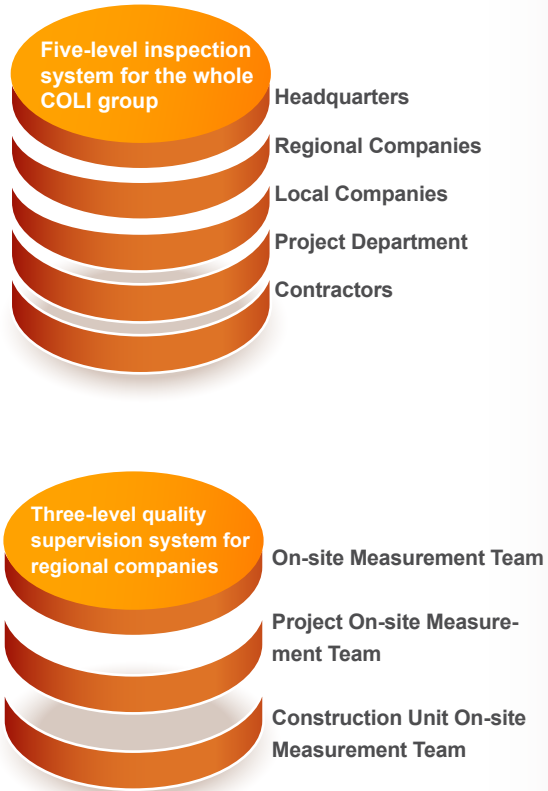 Five-level inspection
system for the whole
COLI group
Headquarters
Regional Companies
Local Companies
Project Department
Contractors
Three-level quality
supervision system for
regional companies
On-site Measurement Team
Project On-site Measure-
ment Team
Construction Unit On-site
Measurement Team